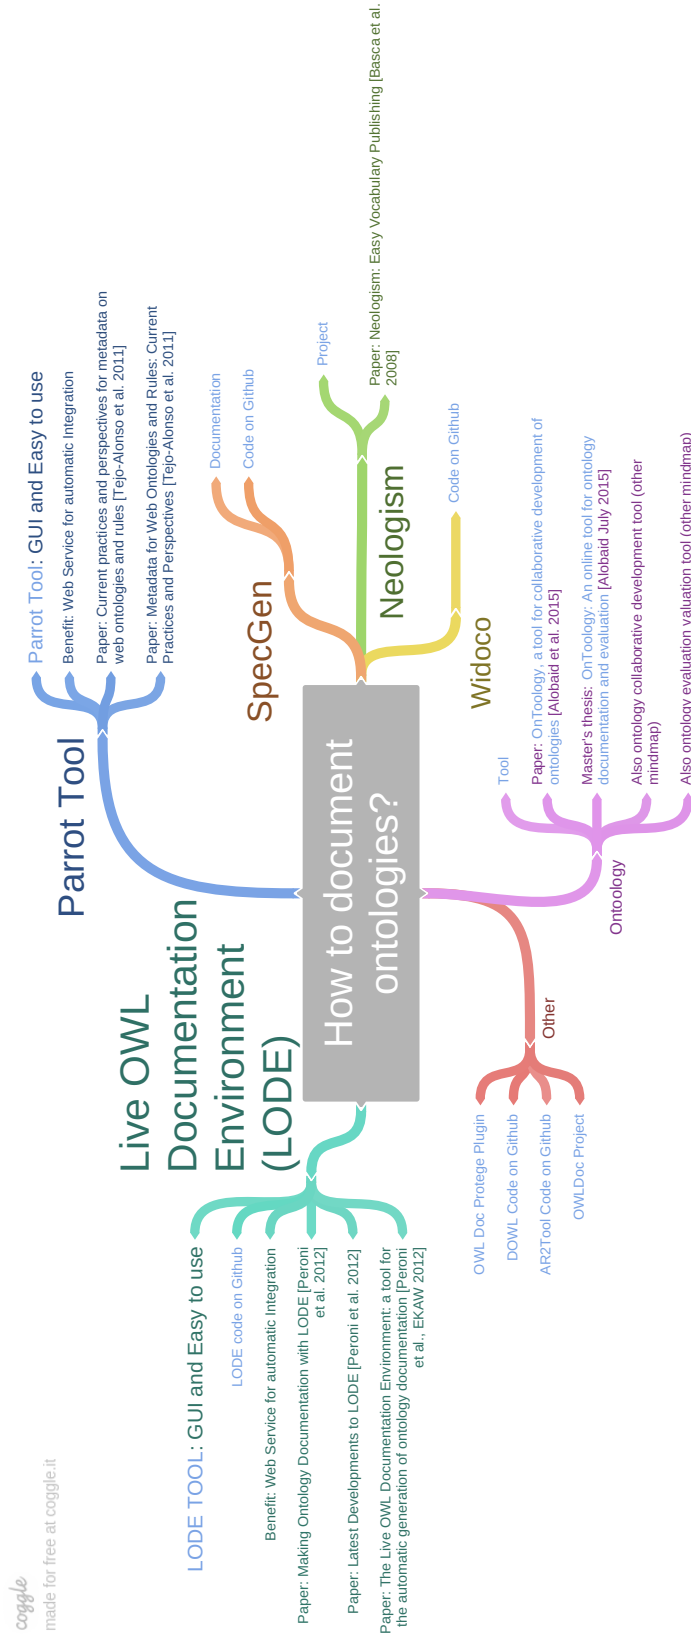 coggle
made for free at coggle.it
How to document
ontologies?
Parrot Tool
Parrot Tool: GUI and Easy to use
Benefit: Web Service for automatic Integration
Paper: Current practices and perspectives for metadata on
web ontologies and rules [Tejo-Alonso et al. 2011]
Paper: Metadata for Web Ontologies and Rules: Current
Practices and Perspectives [Tejo-Alonso et al. 2011]
SpecGen
Documentation
Code on Github
Neologism
Project
Paper: Neologism: Easy Vocabulary Publishing [Basca et al.
2008]
Widoco
Code on Github
Ontoology
Tool
Paper: OnToology, a tool for collaborative development of
ontologies [Alobaid et al. 2015]
Master's thesis: OnToology: An online tool for ontology
documentation and evaluation [Alobaid July 2015]
Also ontology collaborative development tool (other
mindmap)
Also ontology evaluation valuation tool (other mindmap)
Live OWL
Documentation
Environment
(LODE)
LODE TOOL: GUI and Easy to use
LODE code on Github
Benefit: Web Service for automatic Integration
Paper: Making Ontology Documentation with LODE [Peroni
et al. 2012]
Paper: Latest Developments to LODE [Peroni et al. 2012]
Paper: The Live OWL Documentation Environment: a tool for
the automatic generation of ontology documentation [Peroni
et al., EKAW 2012]
Other
OWL Doc Protege Plugin
DOWL Code on Github
AR2Tool Code on Github
OWLDoc Project